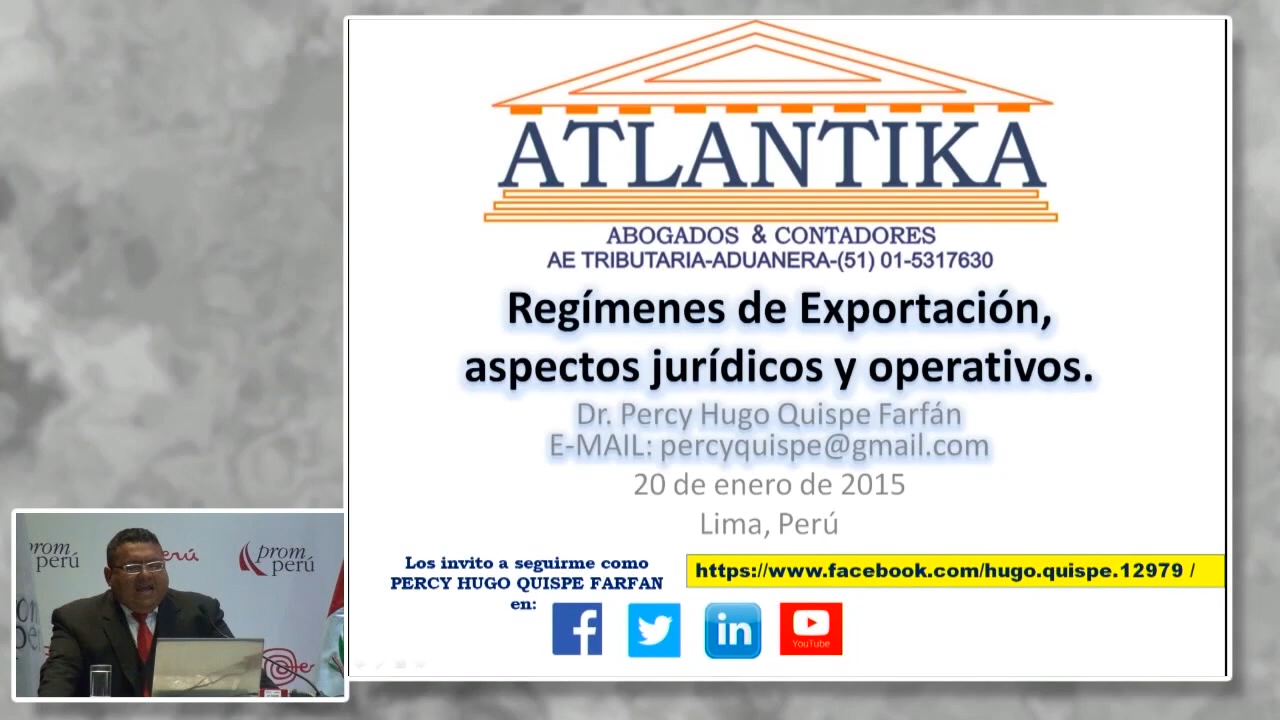 ATLANTIKA
ABOGADOS & CONTADORES
AE TRIBUTARIA-ADUANERA-(51) 01-5317630
Regímenes de Exportación,
aspectos jurídicos y operativos.
Dr. Percy Hugo Quispe Farfán
E-MAIL: percyquispe@gmail.com
20 de enero de 2015
Lima, Perú
Los invito a seguirme como
PERCY HUGO QUISPE FARFAN
en:
https://www.facebook.com/hugo.quispe.12979 /
f
in
YouTube
prom
perú
perú
prom
perú